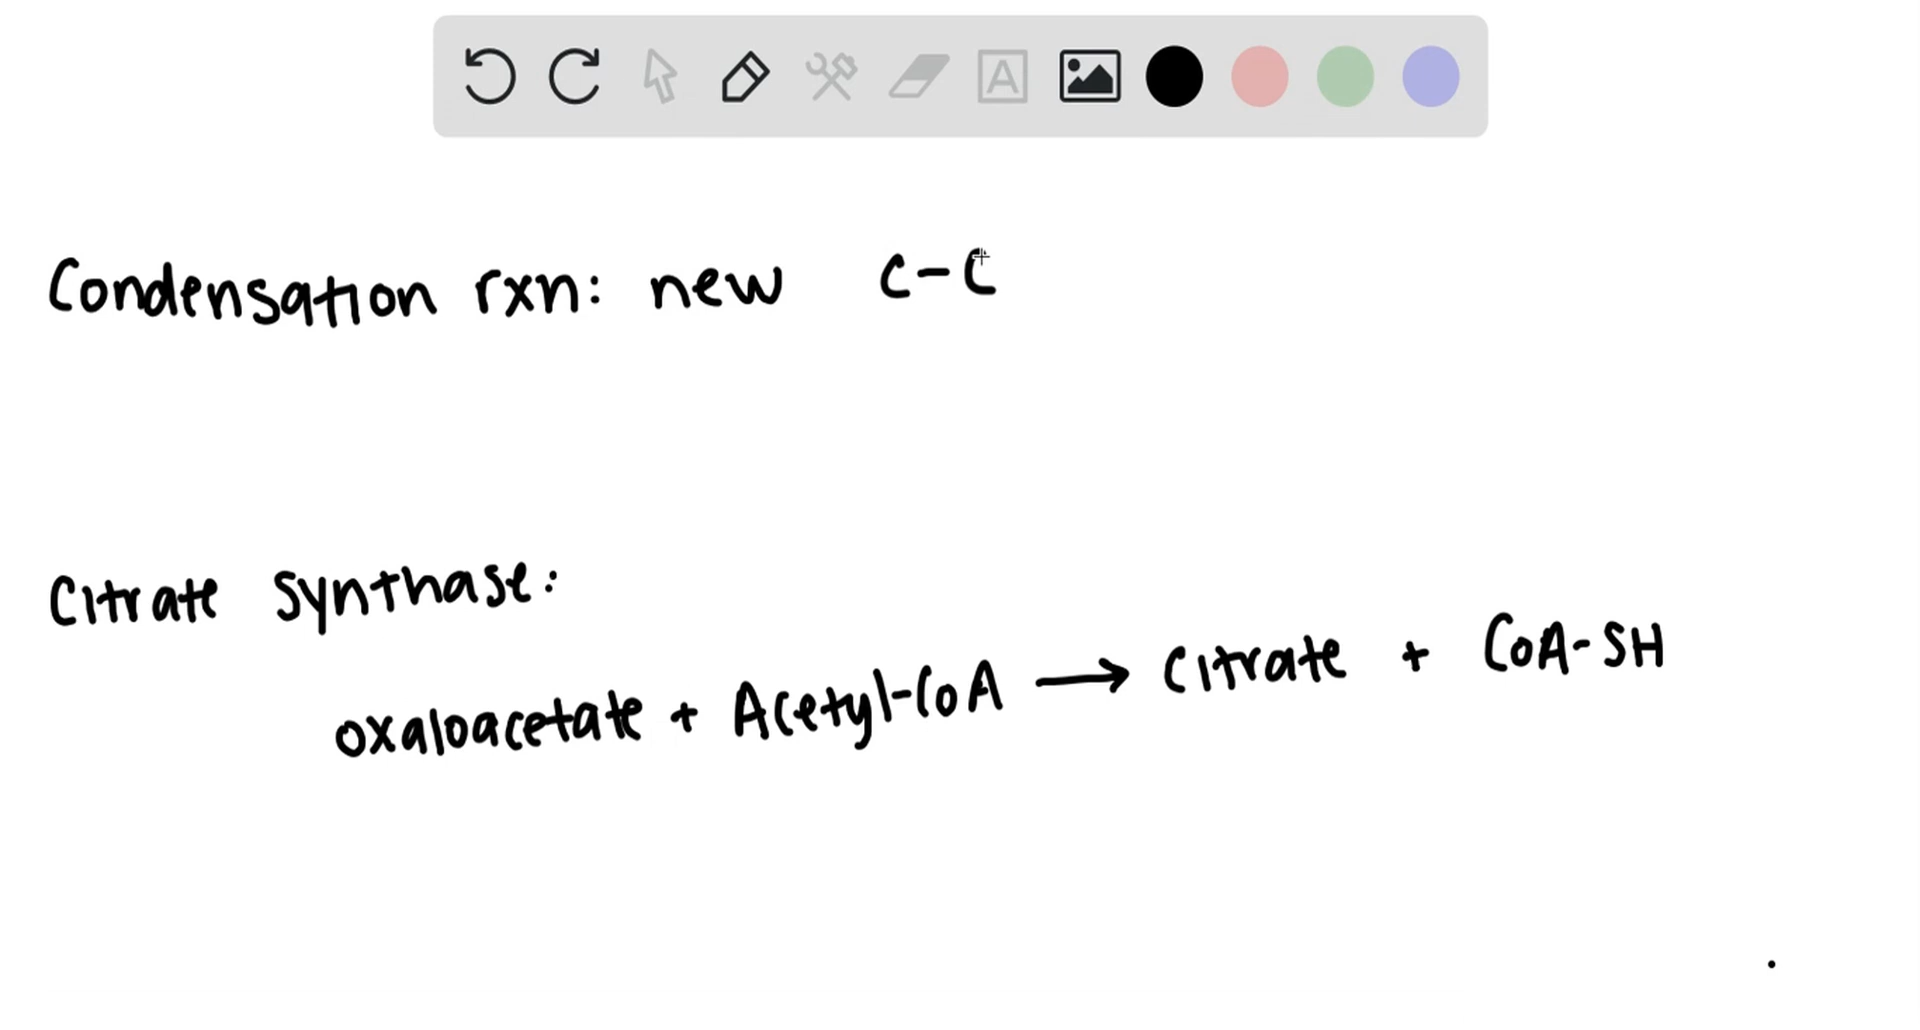 A
Condensation rxn: new C-C
Citrate synthase:
oxaloacetate + Acetyl-CoA → Citrate + CoA-SH